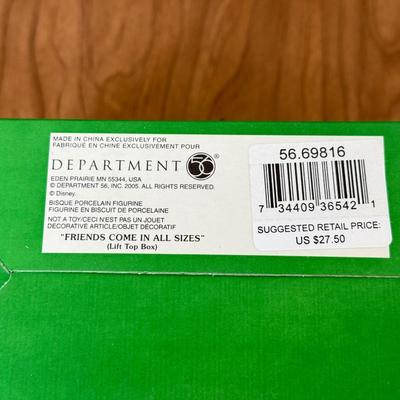 MADE IN CHINA EXCLUSIVELY FOR
FABRIQUÉ EN CHINE EXCLUSIVEMENT POUR
DEPARTMENT 56
EDEN PRAIRIE MN 55344, USA
© DEPARTMENT 56, INC. 2005. ALL RIGHTS RESERVED.
© Disney.
BISQUE PORCELAIN FIGURINE
FIGURINE EN BISCUIT DE PORCELAINE
NOT A TOY/CECI N'EST PAS UN JOUET
DECORATIVE ARTICLE/OBJET DÉCORATIF
"FRIENDS COME IN ALL SIZES"
(Lift Top Box)
56.69816
7 34409 36542 1
SUGGESTED RETAIL PRICE:
US $27.50